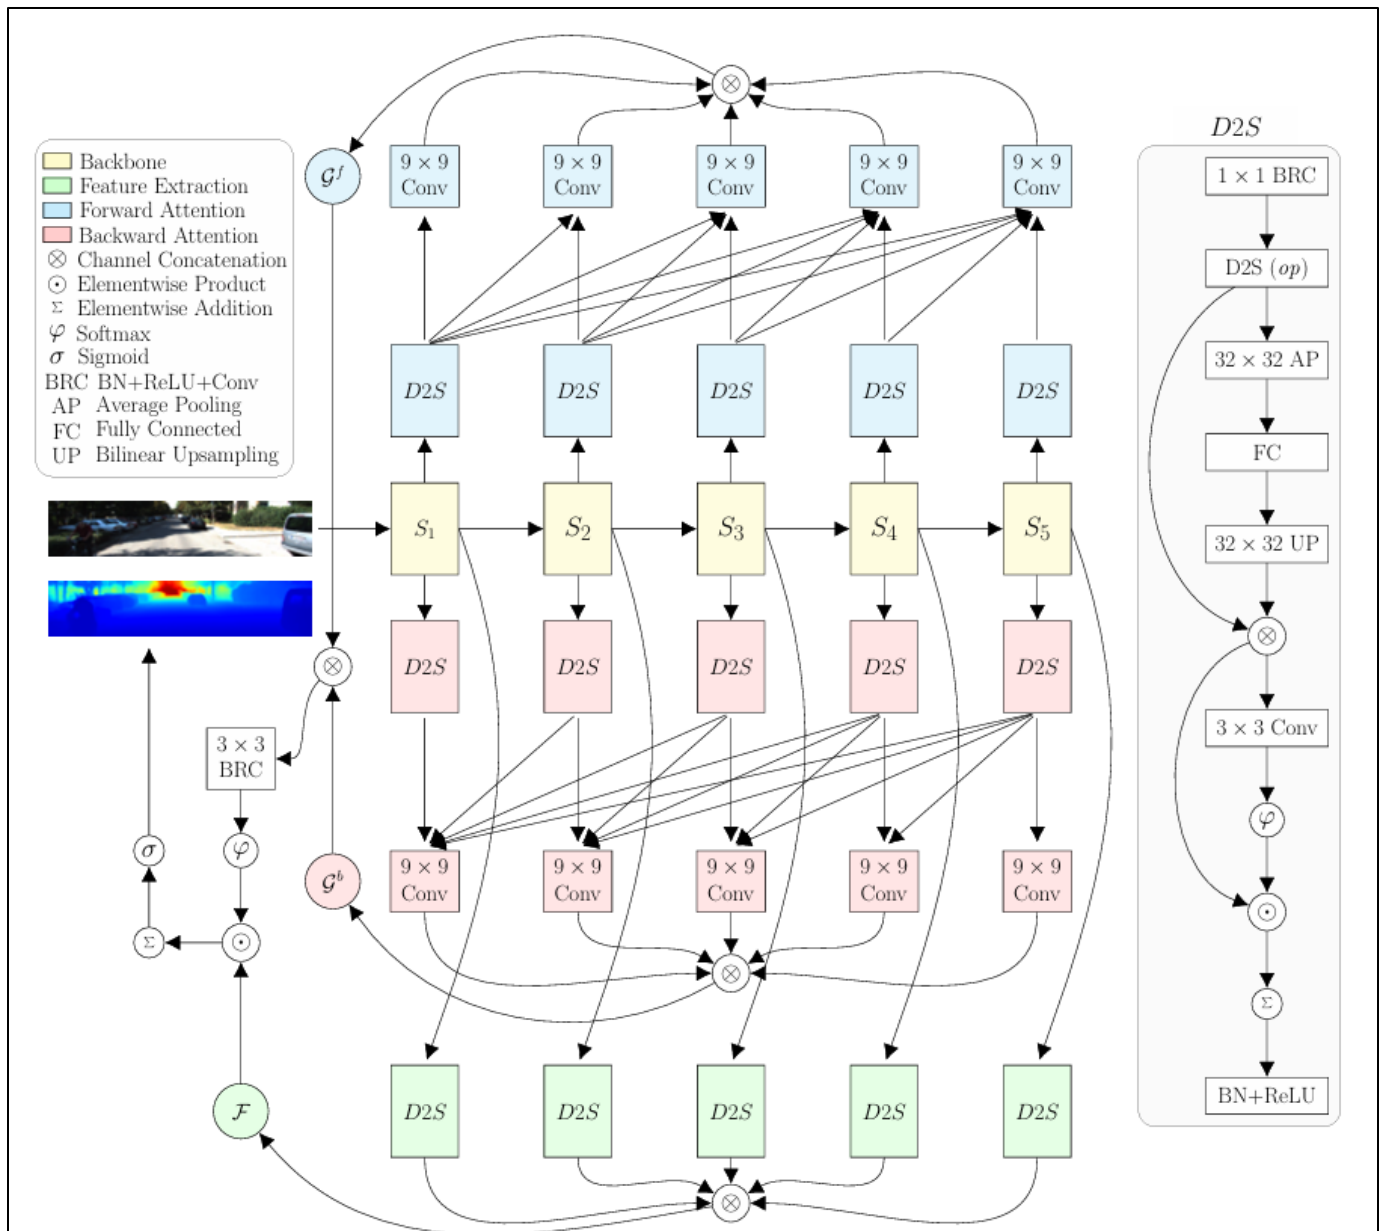 𝒢ᶠ
9 × 9
Conv
9 × 9
Conv
9 × 9
Conv
9 × 9
Conv
9 × 9
Conv
Backbone
Feature Extraction
Forward Attention
Backward Attention
⊗ Channel Concatenation
⊙ Elementwise Product
Σ Elementwise Addition
φ Softmax
σ Sigmoid
BRC BN+ReLU+Conv
AP Average Pooling
FC Fully Connected
UP Bilinear Upsampling
D2S
D2S
D2S
D2S
D2S
S₁
S₂
S₃
S₄
S₅
D2S
D2S
D2S
D2S
D2S
3 × 3
BRC
σ
φ
𝒢ᵇ
9 × 9
Conv
9 × 9
Conv
9 × 9
Conv
9 × 9
Conv
9 × 9
Conv
Σ
ℱ
D2S
D2S
D2S
D2S
D2S
D2S
1 × 1 BRC
D2S (op)
32 × 32 AP
FC
32 × 32 UP
3 × 3 Conv
φ
Σ
BN+ReLU